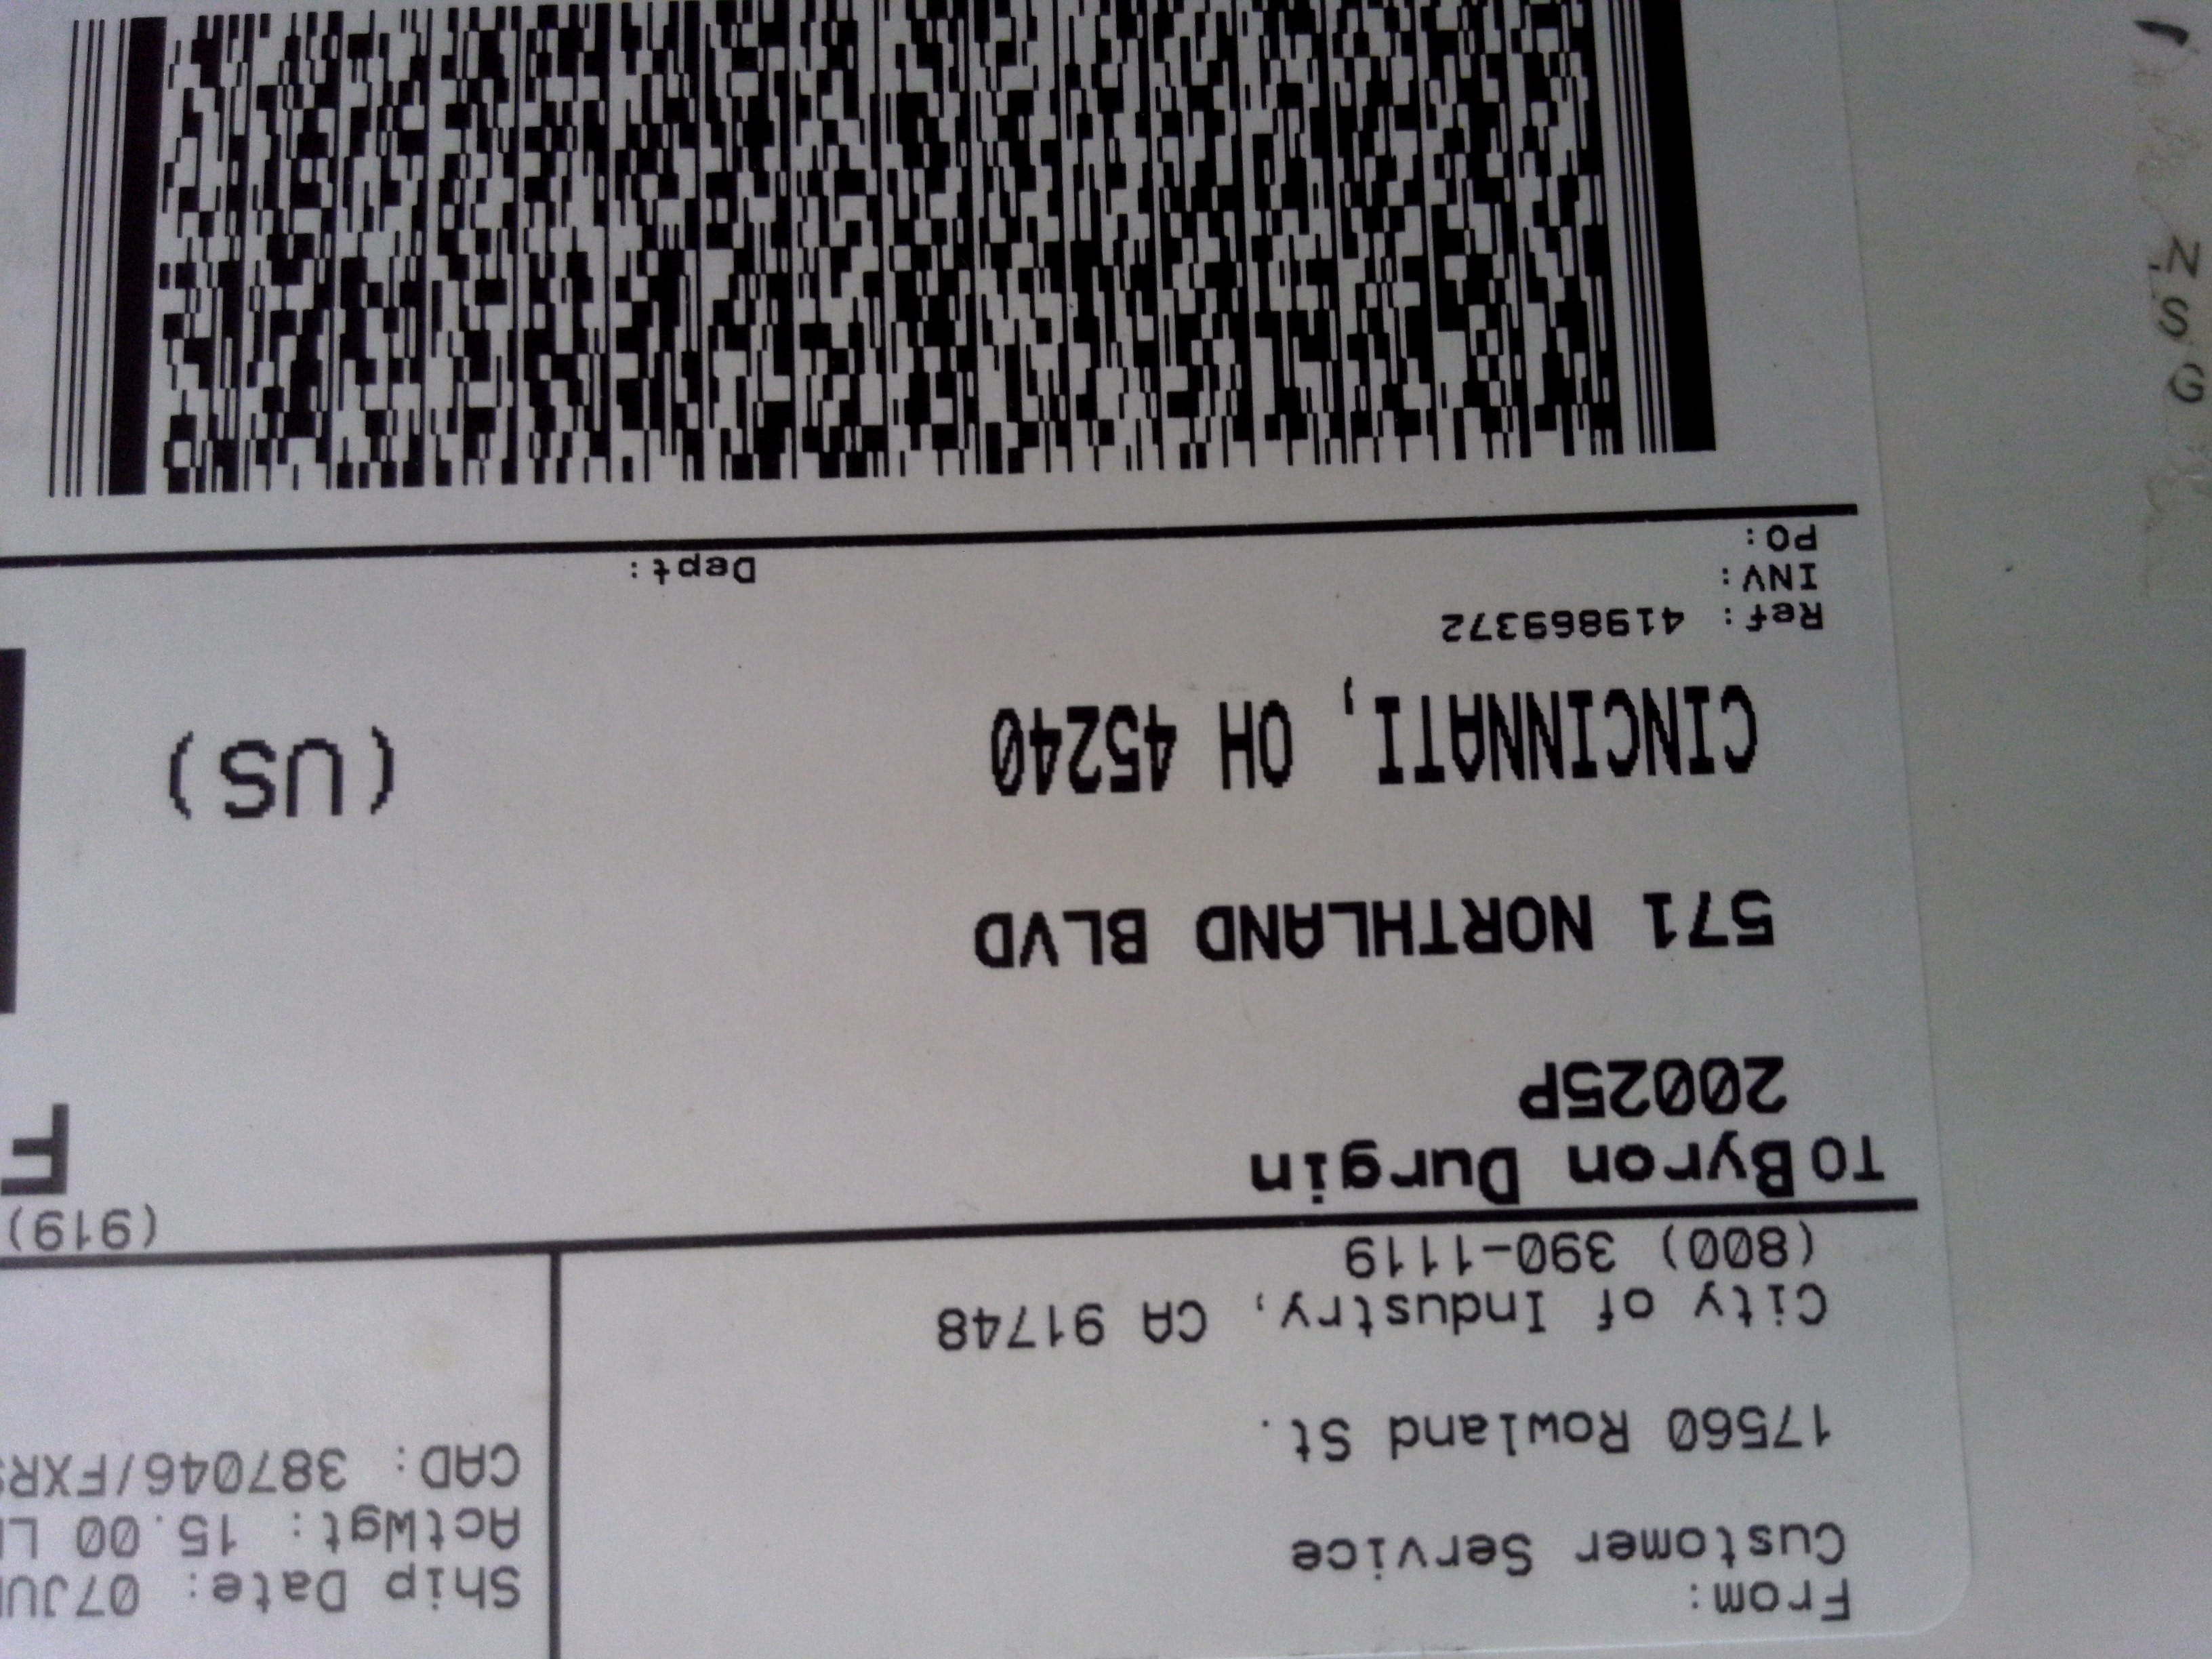 From:
Customer Service
17560 Rowland St.
City of Industry, CA 91748
(800) 390-1119
Ship Date: 07JU
ActWgt: 15.00 L
CAD: 387046/FXR
TO Byron Durgin
20025P
571 NORTHLAND BLVD
CINCINNATI, OH 45240
(919)
F
(US)
Ref: 419869372
INV:
PO:
Dept: